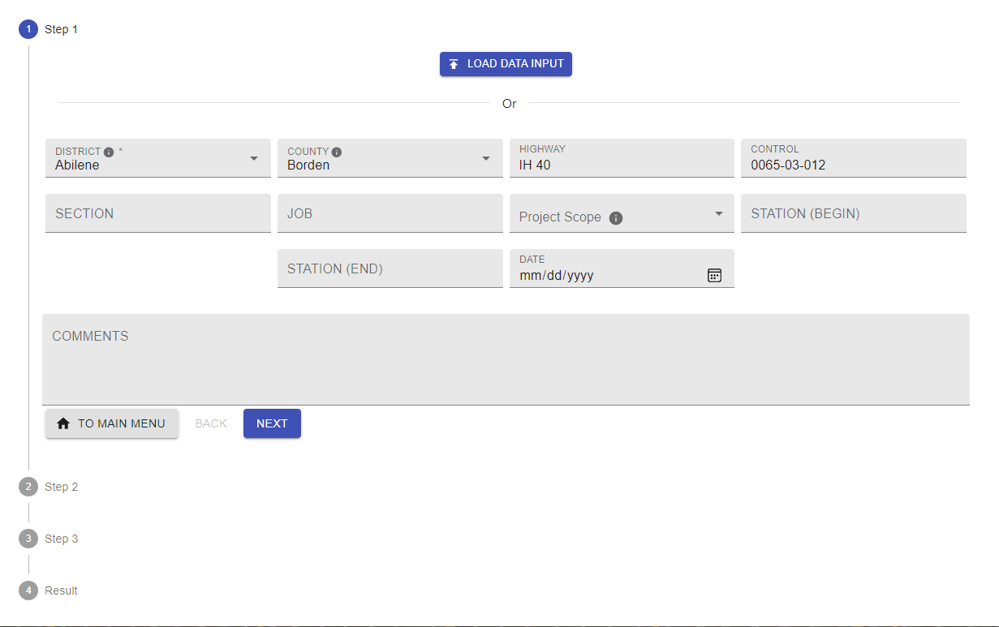 1 Step 1
LOAD DATA INPUT
Or
DISTRICT i *
Abilene
COUNTY i
Borden
HIGHWAY
IH 40
CONTROL
0065-03-012
SECTION
JOB
Project Scope i
STATION (BEGIN)
STATION (END)
DATE
mm/dd/yyyy
COMMENTS
TO MAIN MENU
BACK
NEXT
2 Step 2
3 Step 3
4 Result